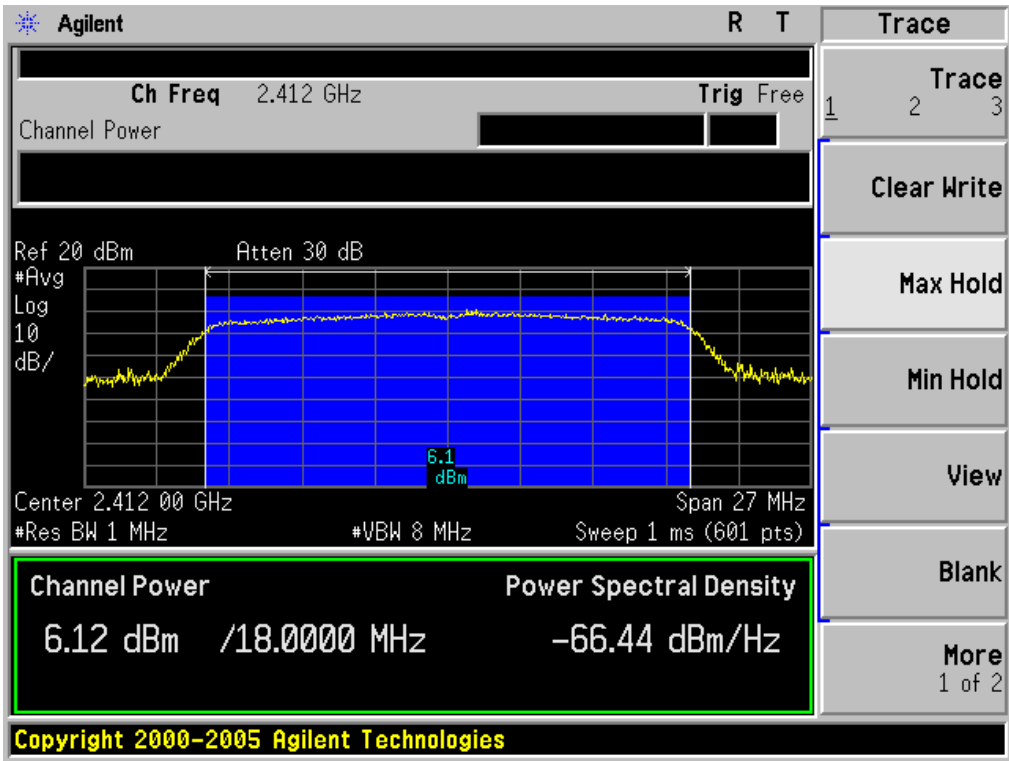 Agilent R T Trace
Ch Freq 2.412 GHz Trig Free
Channel Power
Trace
1 2 3
Clear Write
Ref 20 dBm Atten 30 dB
#Avg
Log
10
dB/
Max Hold
Min Hold
6.1
dBm
View
Center 2.412 00 GHz Span 27 MHz
#Res BW 1 MHz #VBW 8 MHz Sweep 1 ms (601 pts)
Blank
Channel Power Power Spectral Density
6.12 dBm /18.0000 MHz -66.44 dBm/Hz
More
1 of 2
Copyright 2000-2005 Agilent Technologies